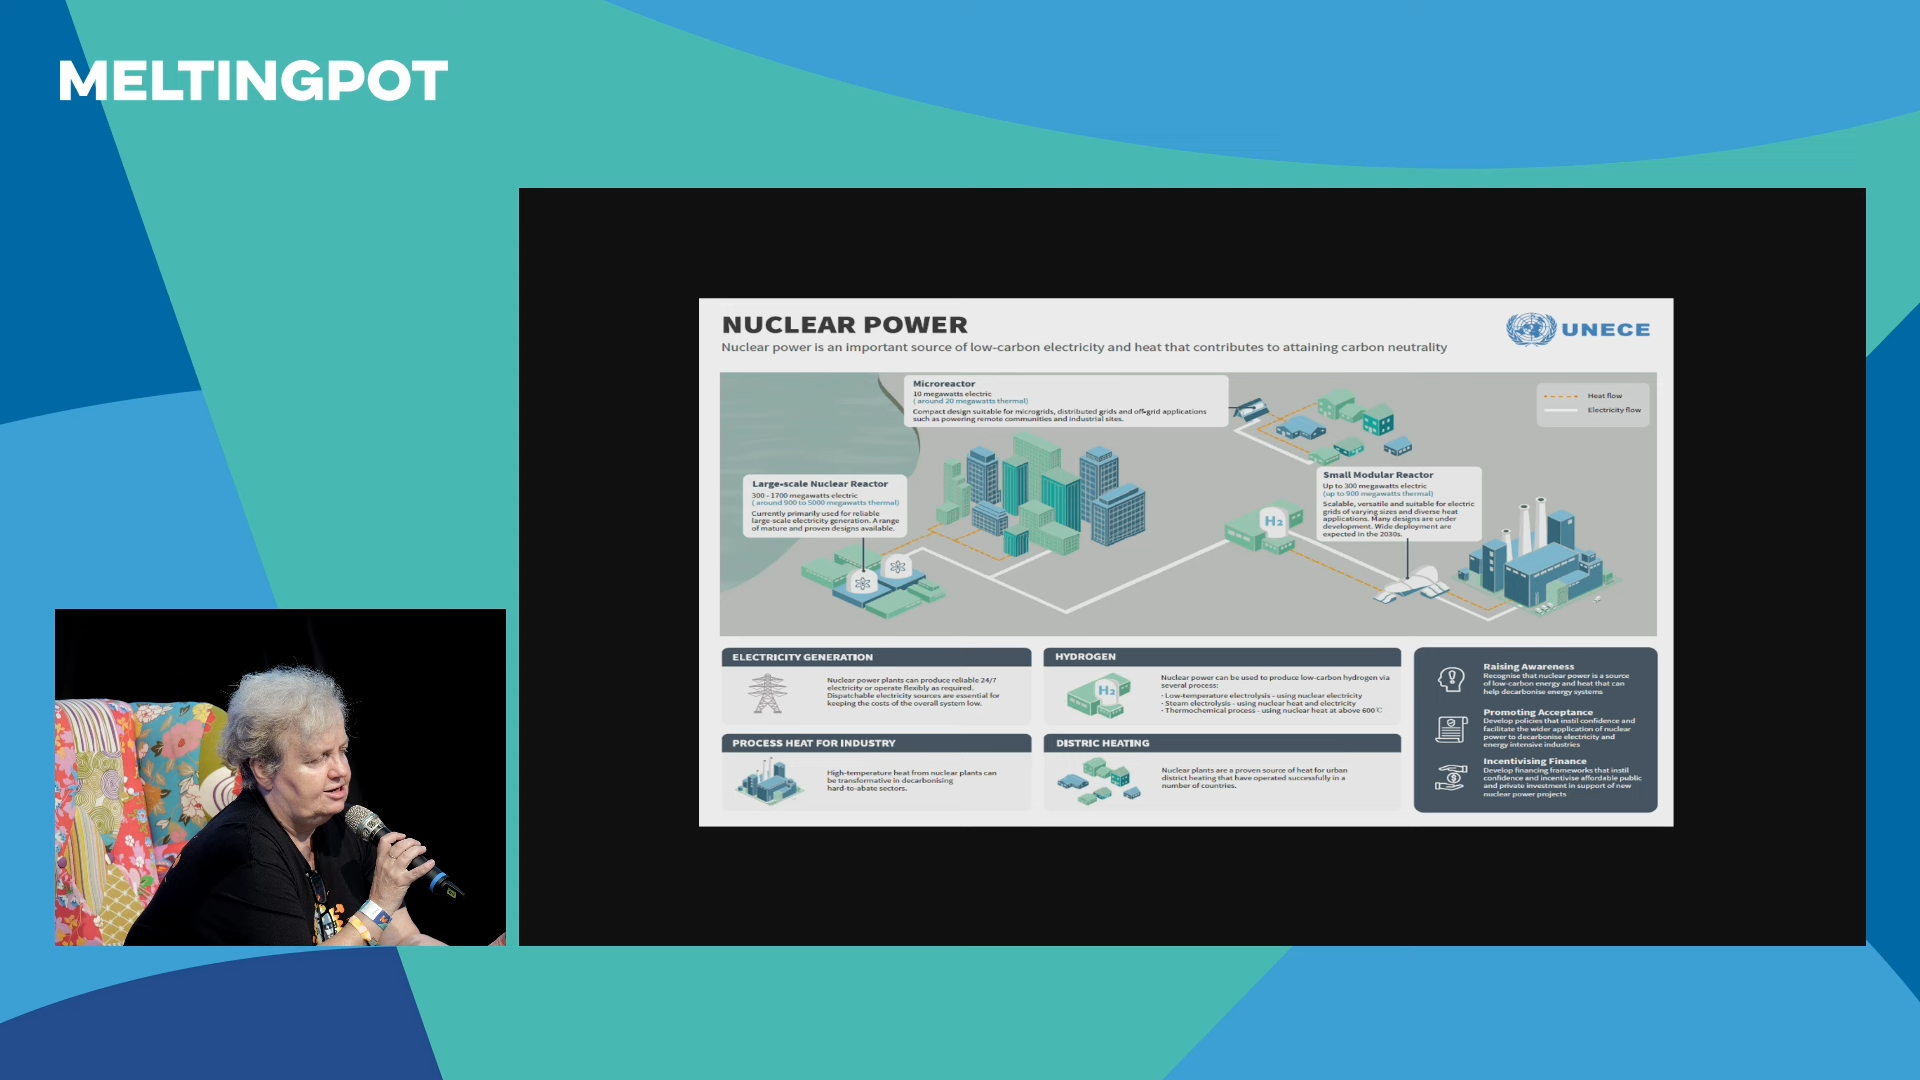 MELTINGPOT
NUCLEAR POWER
Nuclear power is an important source of low-carbon electricity and heat that contributes to attaining carbon neutrality
UNECE
Microreactor
10 megawatts electric
( around 20 megawatts thermal)
Compact design suitable for microgrids, distributed grids and off-grid applications
such as powering remote communities and industrial sites.
Heat flow
Electricity flow
Large-scale Nuclear Reactor
300 - 1700 megawatts electric
( around 900 to 5000 megawatts thermal)
Currently primarily used for reliable
large-scale electricity generation. A range
of mature and proven designs available.
H2
Small Modular Reactor
Up to 300 megawatts electric
(up to 900 megawatts thermal)
Scalable, versatile and suitable for electric
grids of varying sizes and diverse heat
applications. Many designs are under
development. Wide deployment are
expected in the 2030s.
ELECTRICITY GENERATION
Nuclear power plants can produce reliable 24/7
electricity or operate flexibly as required.
Dispatchable electricity sources are essential for
keeping the costs of the overall system low.
HYDROGEN
H2
Nuclear power can be used to produce low-carbon hydrogen via
several process:
- Low-temperature electrolysis - using nuclear electricity
- Steam electrolysis - using nuclear heat and electricity
- Thermochemical process - using nuclear heat at above 600°C
PROCESS HEAT FOR INDUSTRY
High-temperature heat from nuclear plants can
be transformative in decarbonising
hard-to-abate sectors.
DISTRIC HEATING
Nuclear plants are a proven source of heat for urban
district heating that have operated successfully in a
number of countries.
Raising Awareness
Recognise that nuclear power is a source
of low-carbon energy and heat that can
help decarbonise energy systems
Promoting Acceptance
Develop policies that instil confidence and
facilitate the wider application of nuclear
power to decarbonise electricity and
energy intensive industries
Incentivising Finance
Develop financing frameworks that instil
confidence and incentivise affordable public
and private investment in support of new
nuclear power projects